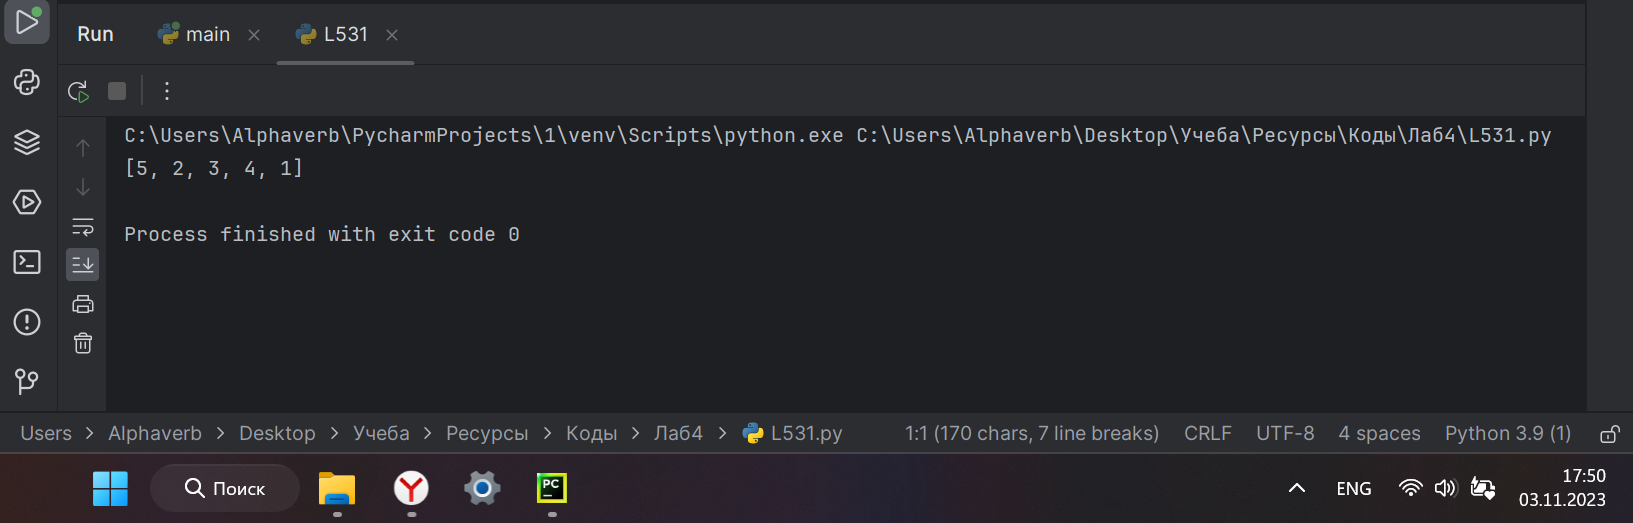 Run main L531
C:\Users\Alphaverb\PycharmProjects\1\venv\Scripts\python.exe C:\Users\Alphaverb\Desktop\Учеба\Ресурсы\Коды\Лаб4\L531.py
[5, 2, 3, 4, 1]
Process finished with exit code 0
Users > Alphaverb > Desktop > Учеба > Ресурсы > Коды > Лаб4 > L531.py 1:1 (170 chars, 7 line breaks) CRLF UTF-8 4 spaces Python 3.9 (1)
Поиск PC ENG 17:50
03.11.2023